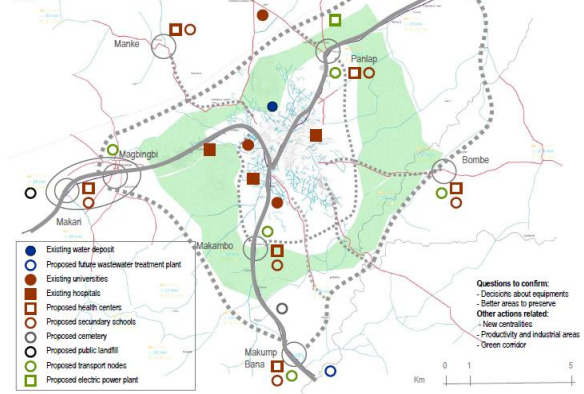 Manke
Panlap
Magbingbi
Bombe
Makari
Makambo
Existing water deposit
Proposed future wastewater treatment plant
Existing universities
Existing hospitals
Proposed health centers
Proposed secundary schools
Proposed cemetery
Proposed public landfill
Proposed transport nodes
Proposed electric power plant
Questions to confirm:
- Decisions about equipments
- Better areas to preserve
Other actions related:
- New centralities
- Productivity and industrial areas
- Green corridor
Makump
Bana
Km
0 1 5